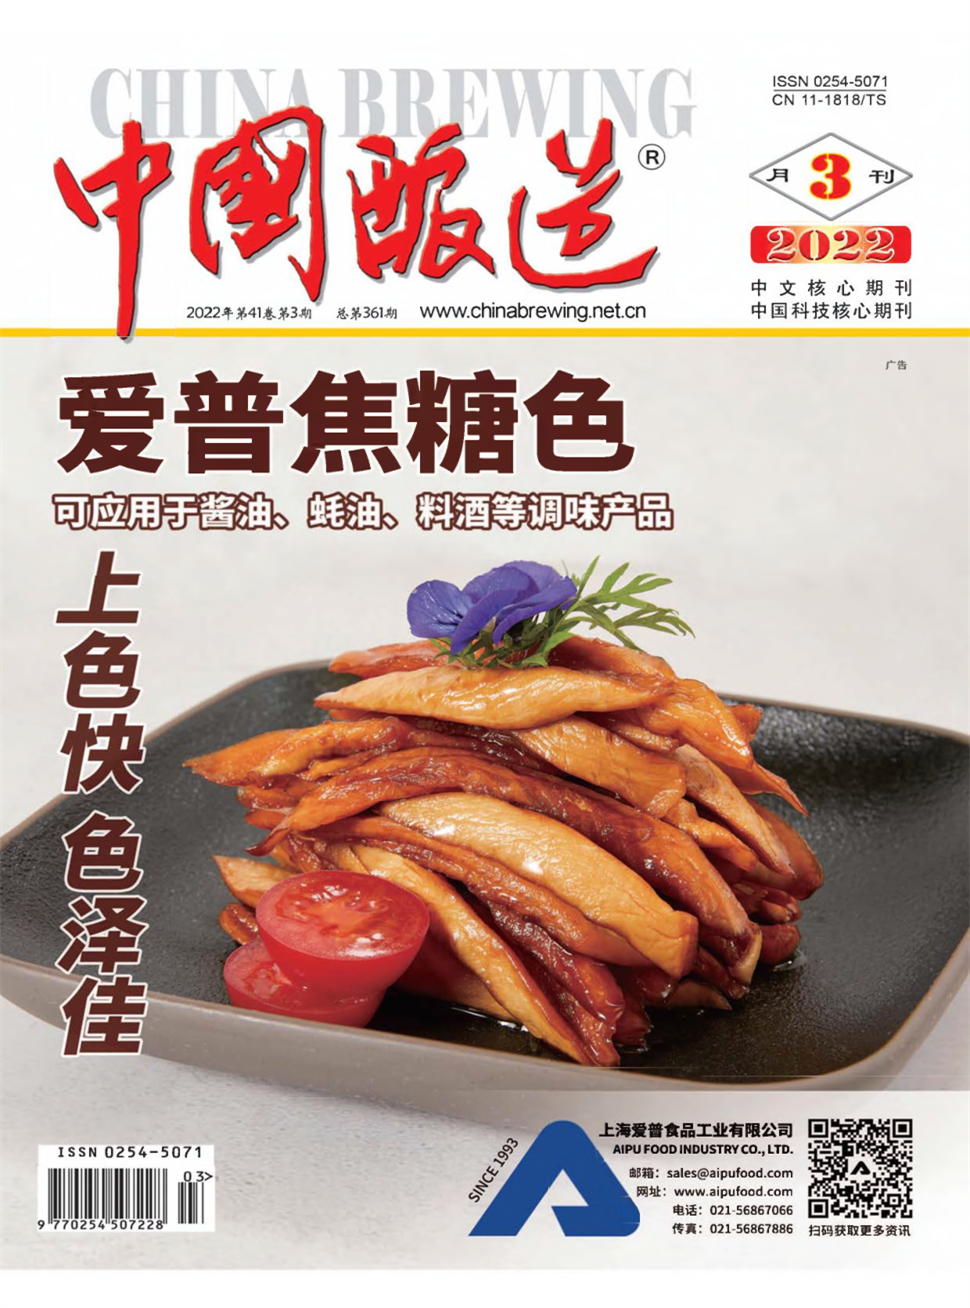 CHINA BREWING
中國酿造®
ISSN 0254-5071
CN 11-1818/TS
月 3 刊
2022
中文核心期刊
中国科技核心期刊
2022年第41卷第3期 总第361期 www.chinabrewing.net.cn
广告
爱普焦糖色
可应用于酱油、蚝油、料酒等调味产品
上色快 色泽佳
ISSN 0254-5071
03>
9 770254 507228
SINCE 1993
上海爱普食品工业有限公司
AIPU FOOD INDUSTRY CO., LTD.
邮箱：sales@aipufood.com
网址：www.aipufood.com
电话：021-56867066
传真：021-56867886
扫码获取更多资讯